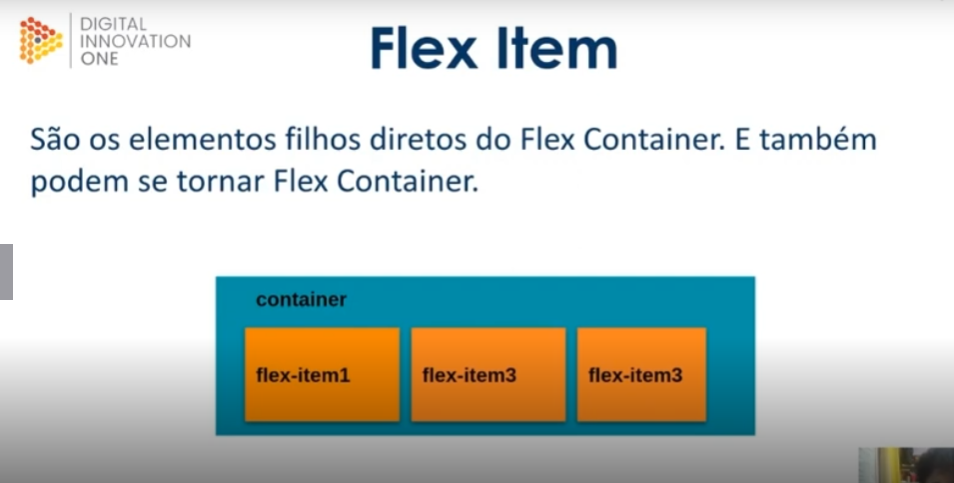 DIGITAL
INNOVATION
ONE
Flex Item
São os elementos filhos diretos do Flex Container. E também
podem se tornar Flex Container.
container
flex-item1
flex-item3
flex-item3